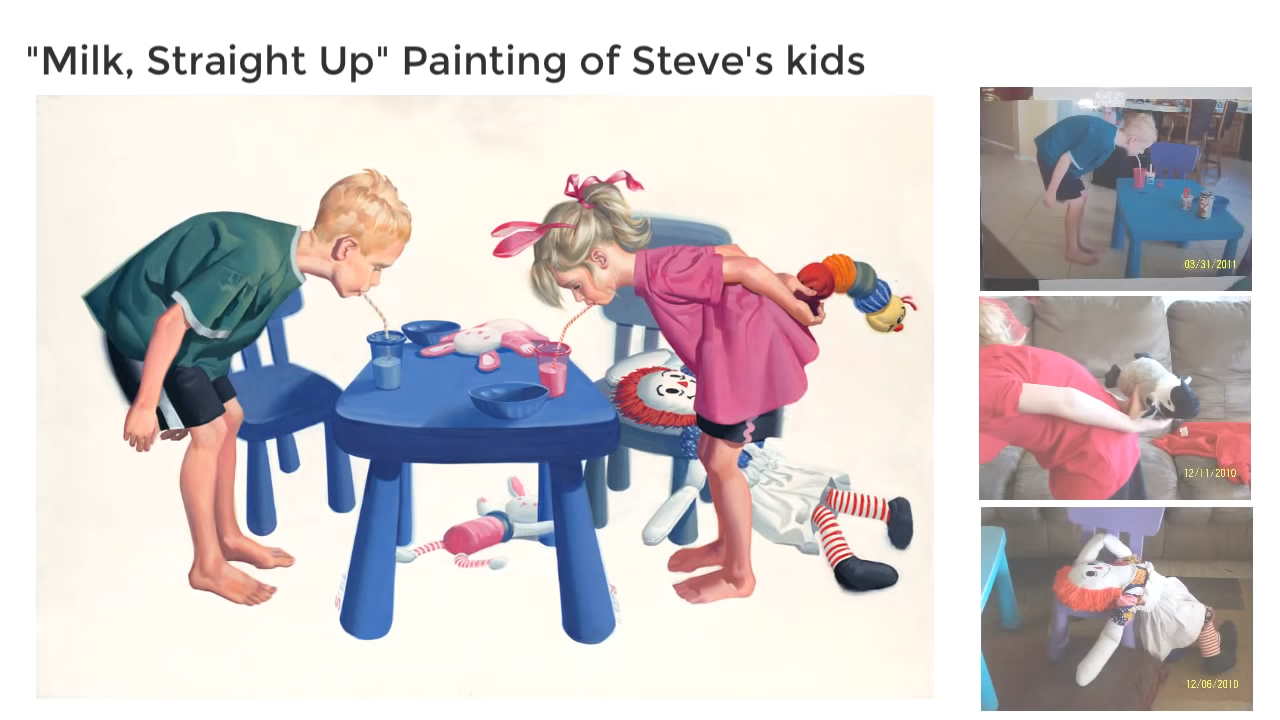 "Milk, Straight Up" Painting of Steve's kids
03/31/2011
12/11/2010
12/06/2010